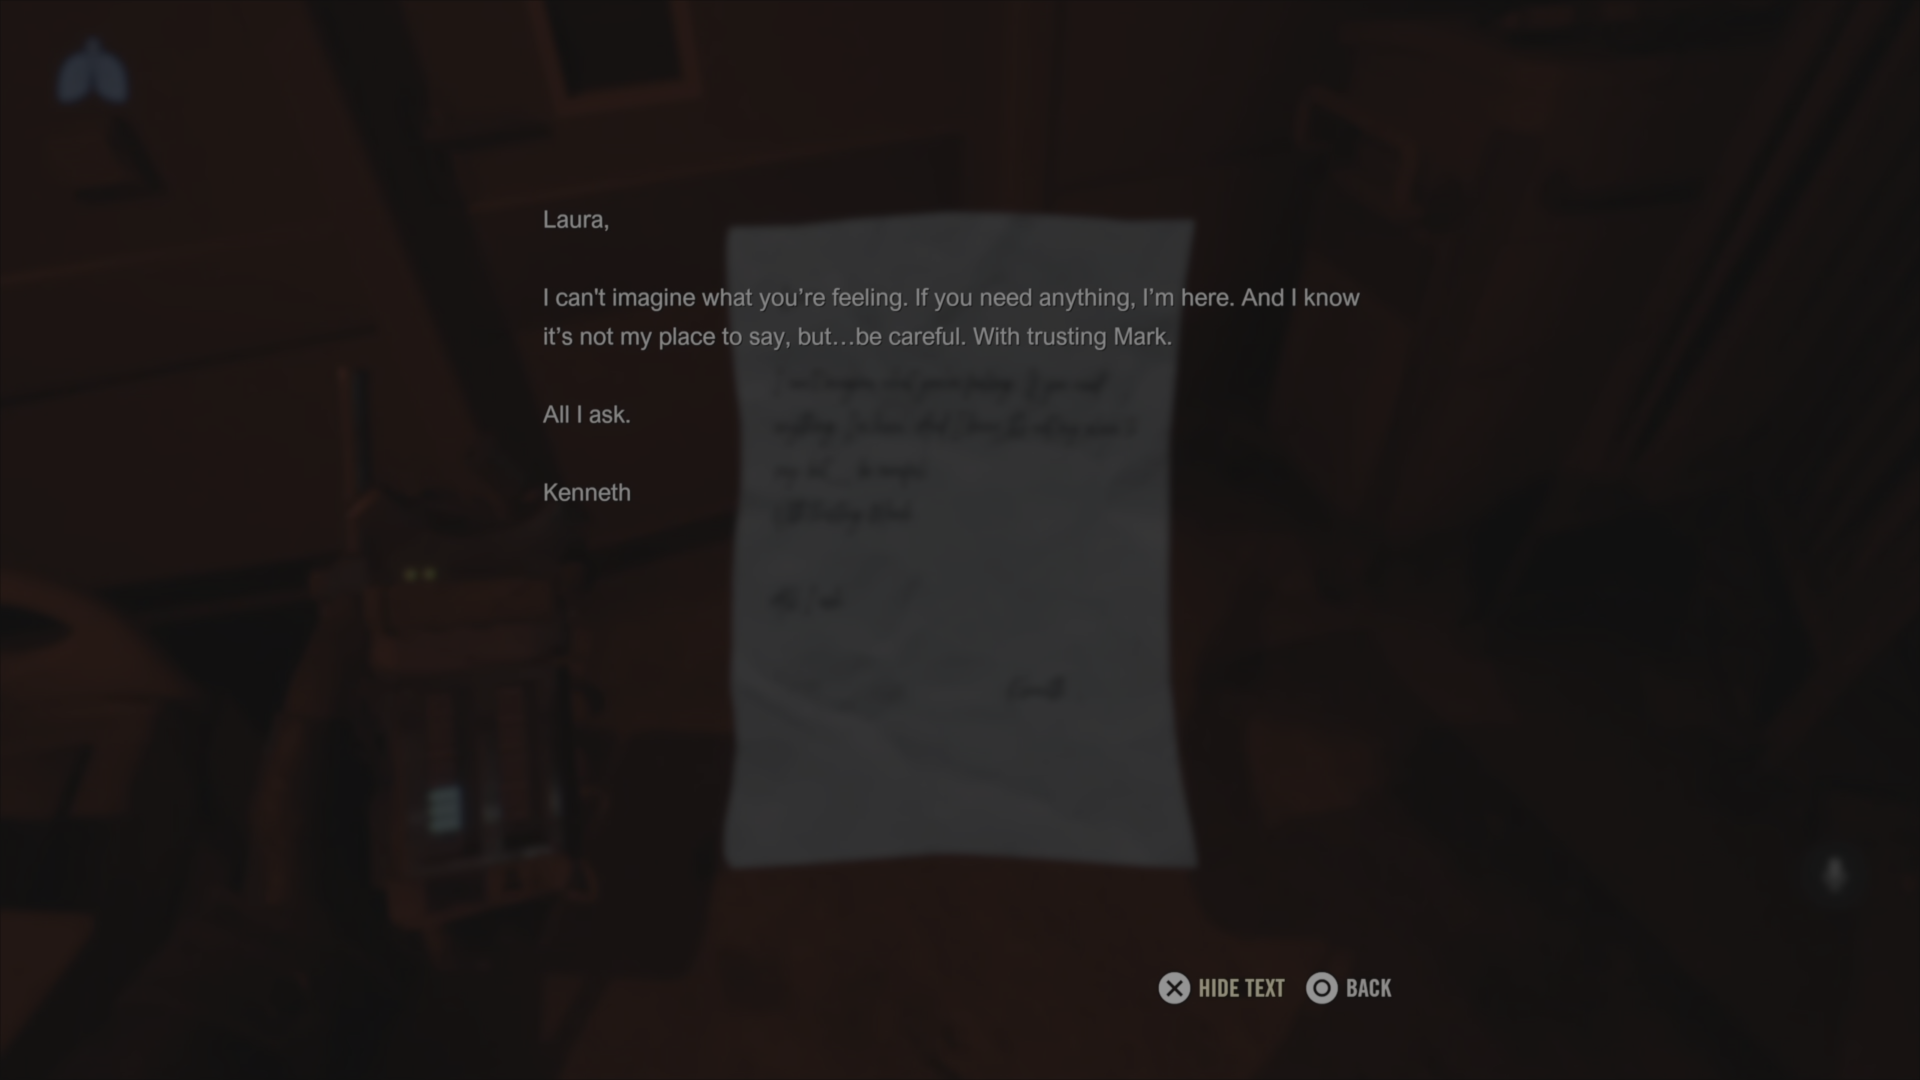 Laura,
I can't imagine what you’re feeling. If you need anything, I’m here. And I know
it’s not my place to say, but…be careful. With trusting Mark.
All I ask.
Kenneth
HIDE TEXT
BACK